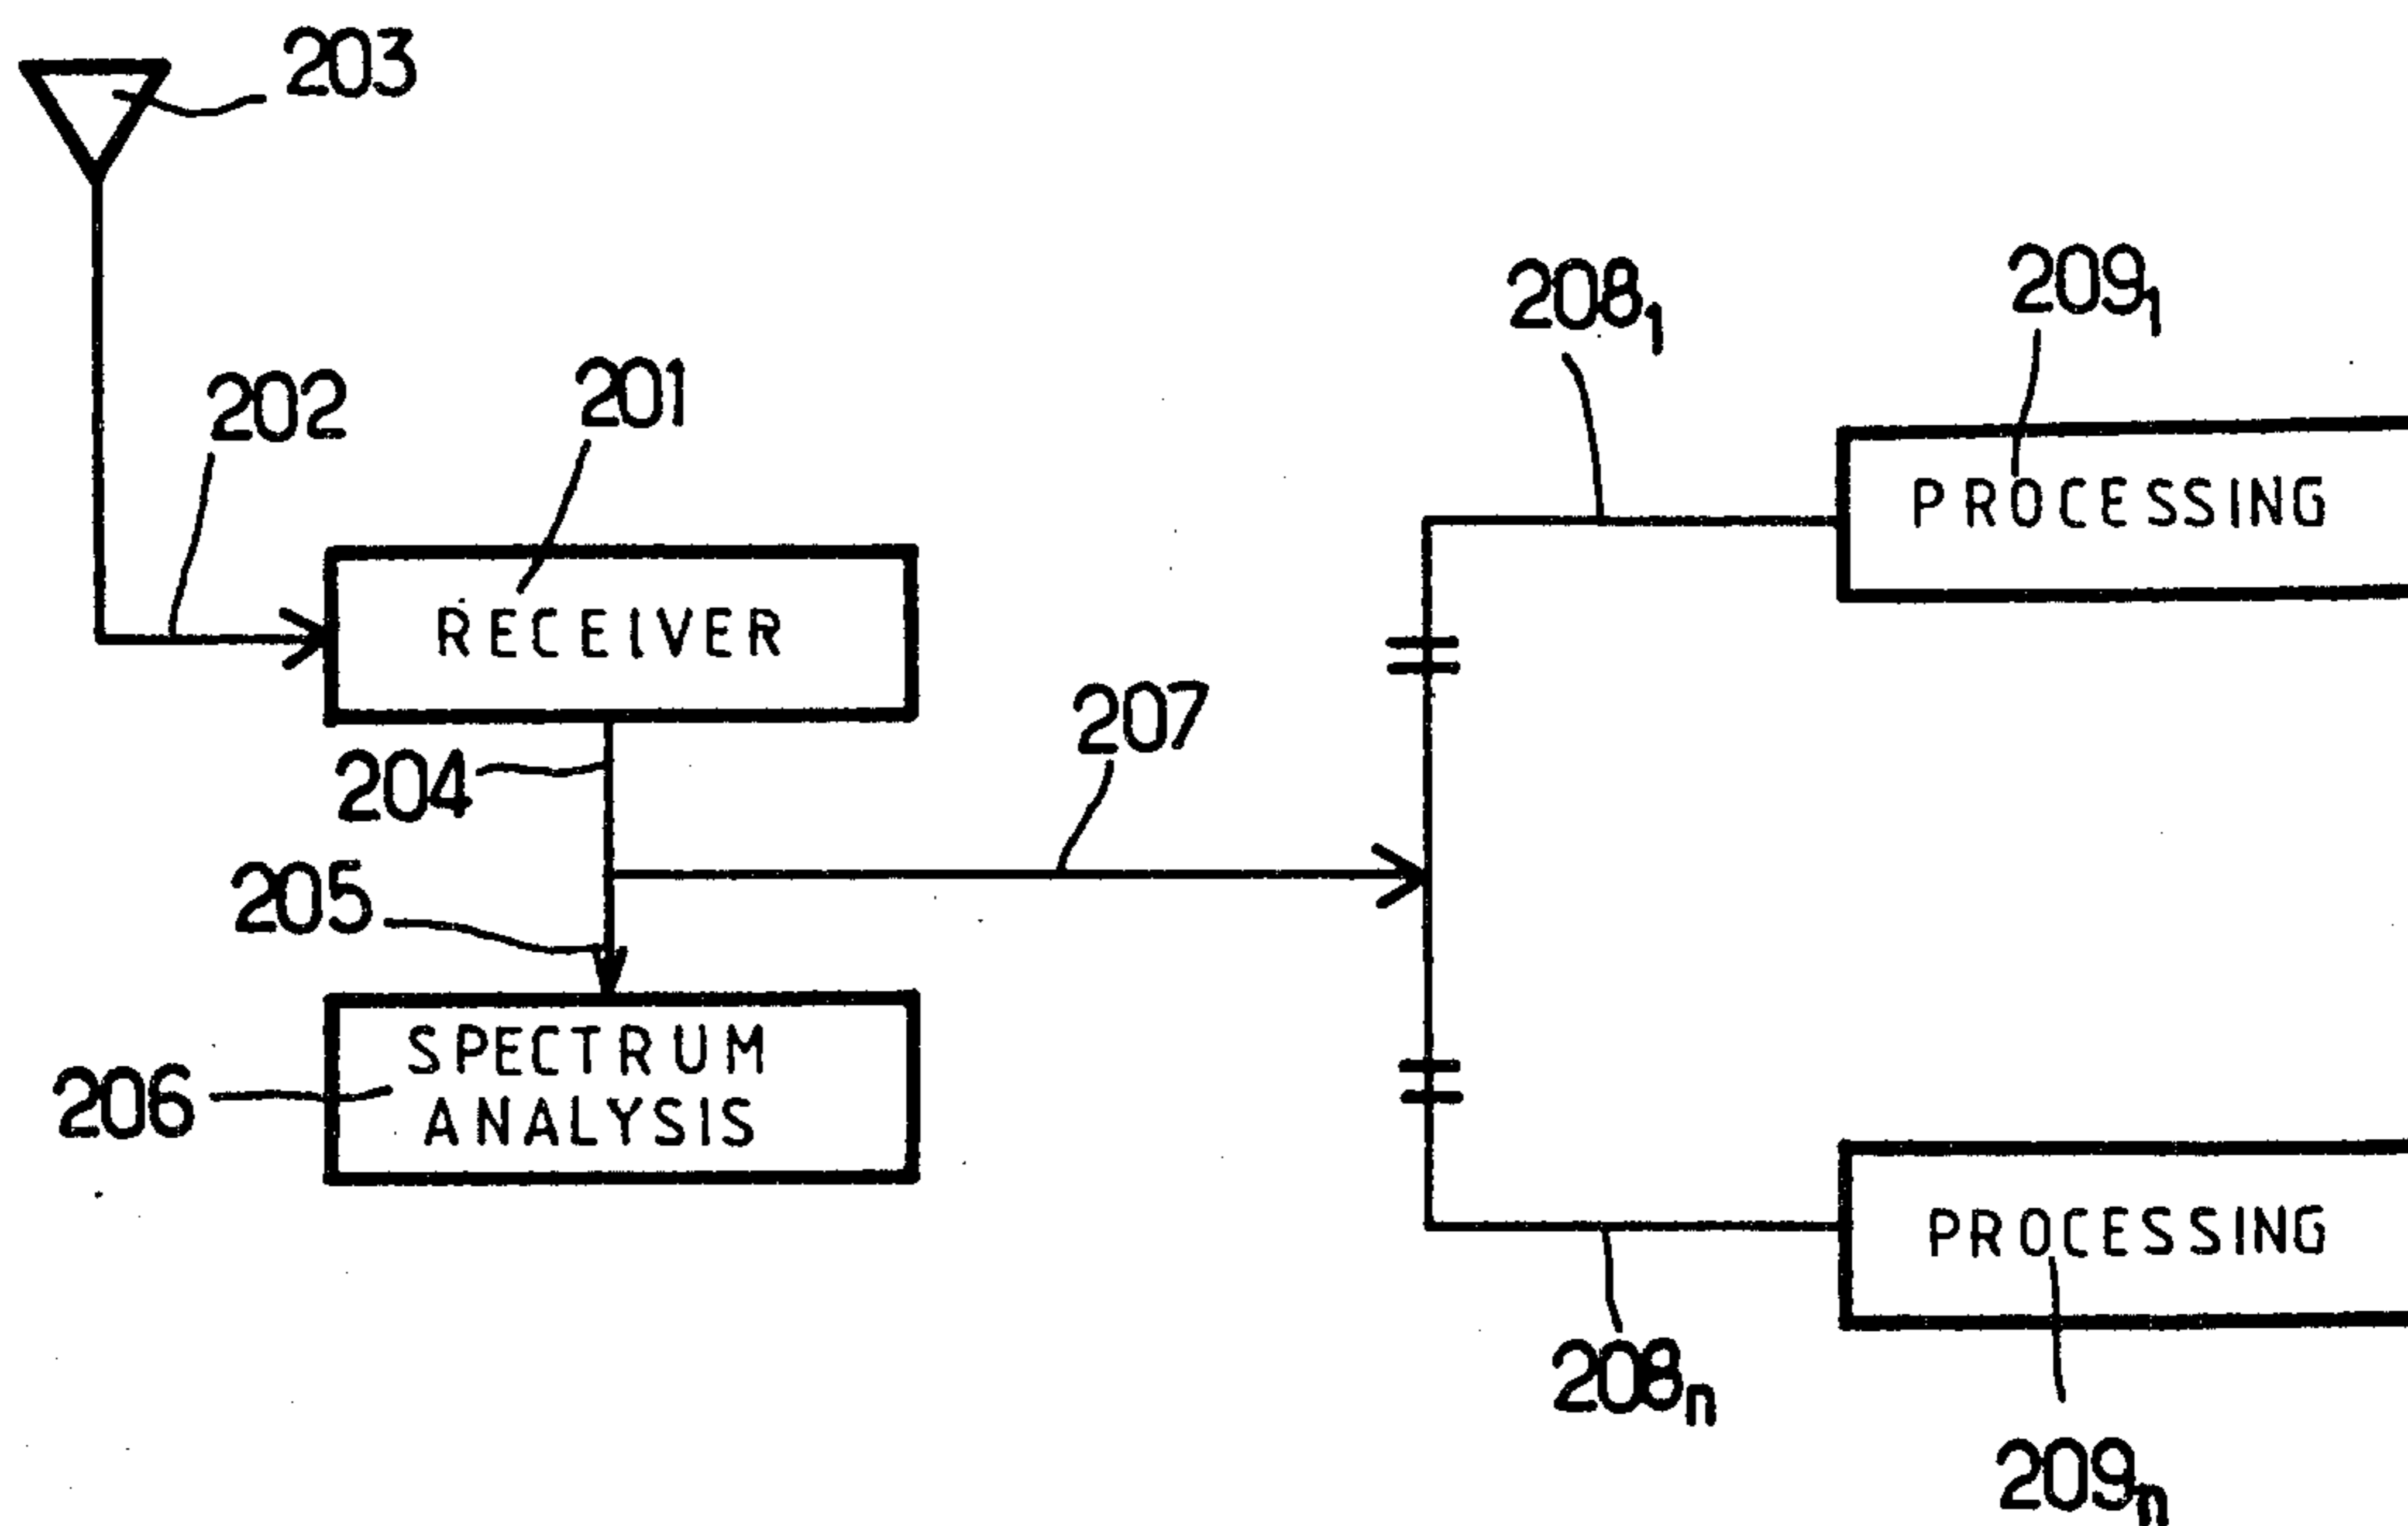 203
208₁
209₁
202
201
PROCESSING
RECEIVER
207
204
205
SPECTRUM
ANALYSIS
206
PROCESSING
208ₙ
209ₙ